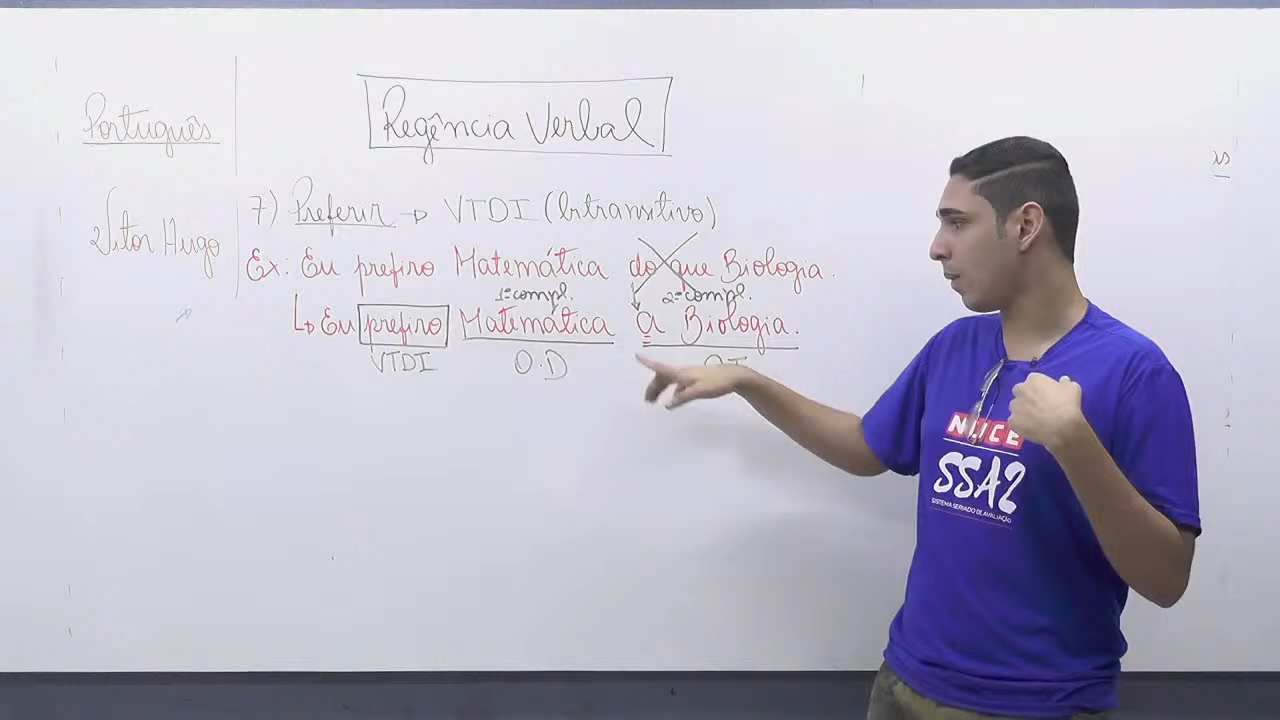 Português
Vitor Hugo
Regência Verbal
7) Preferir → VTDI (Intransitivo)
Ex: Eu prefiro Matemática do que Biologia.
1º compl. 2º compl.
↳ Eu prefiro Matemática a Biologia.
VTDI O.D O.I
NUCE
SSA2
SISTEMA SERIADO DE AVALIAÇÃO